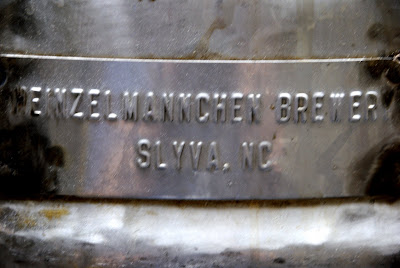 HEINZELMANNCHEN BREWER
SLYVA, NC